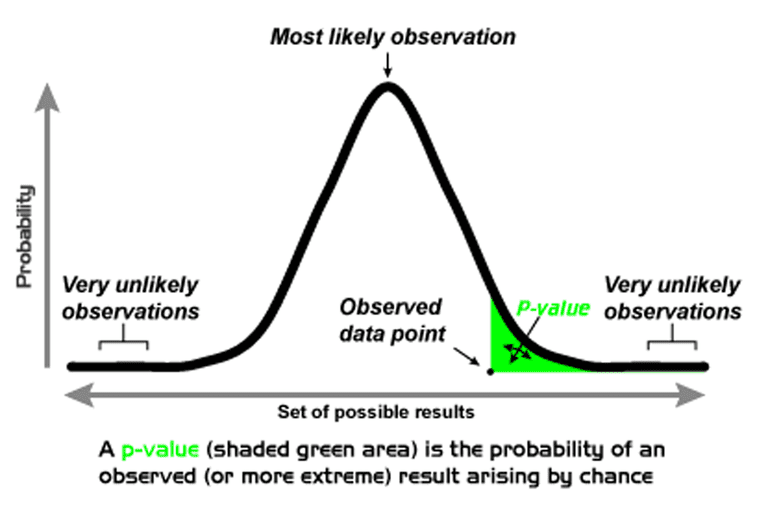 Most likely observation
Probability
Very unlikely
observations
Observed
data point
p-value
Very unlikely
observations
Set of possible results
A p-value (shaded green area) is the probability of an
observed (or more extreme) result arising by chance